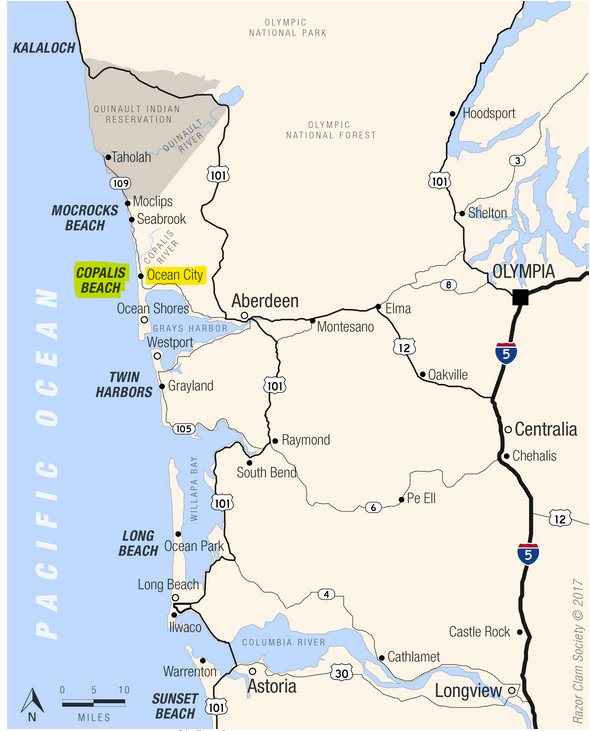 OLYMPIC
NATIONAL PARK
KALALOCH
QUINAULT INDIAN
RESERVATION
QUINAULT
RIVER
OLYMPIC
NATIONAL FOREST
Hoodsport
Taholah
3
109
101
101
Moclips
MOCROCKS
BEACH
Seabrook
Shelton
COPALIS
RIVER
COPALIS
BEACH
Ocean City
OLYMPIA
8
Ocean Shores
Aberdeen
Elma
GRAYS HARBOR
Montesano
Westport
12
5
TWIN
HARBORS
Grayland
101
Oakville
105
Centralia
Raymond
Chehalis
South Bend
WILLAPA BAY
101
Pe Ell
6
12
PACIFIC OCEAN
LONG
BEACH
Ocean Park
5
Long Beach
4
Ilwaco
Castle Rock
COLUMBIA RIVER
Cathlamet
Warrenton
30
Astoria
Longview
SUNSET
BEACH
101
N
0 5 10
MILES
Razor Clam Society © 2017